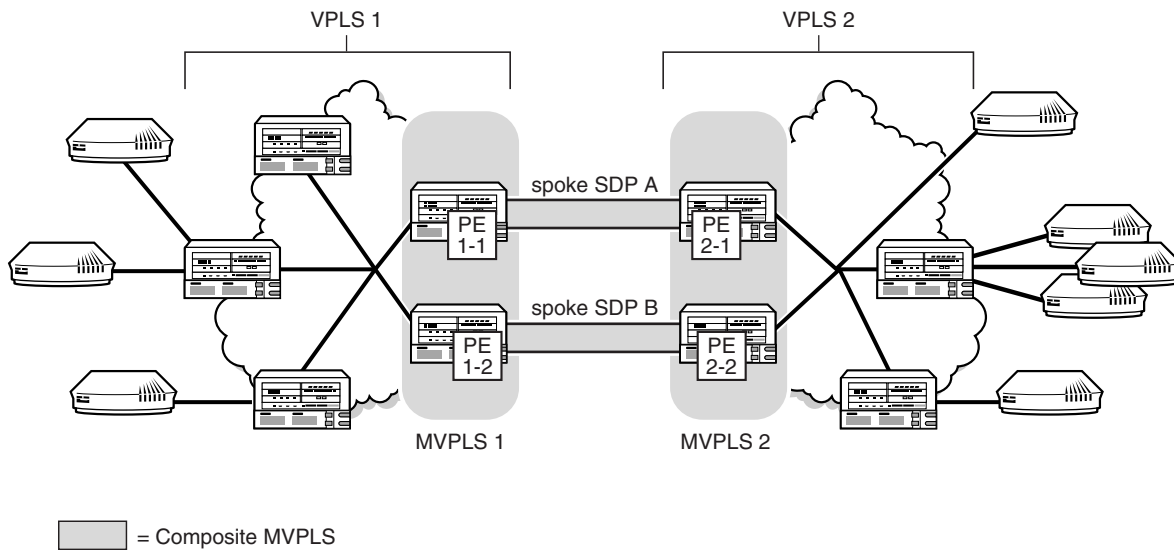 VPLS 1
VPLS 2
spoke SDP A
PE
1-1
PE
2-1
spoke SDP B
PE
1-2
PE
2-2
MVPLS 1
MVPLS 2
= Composite MVPLS